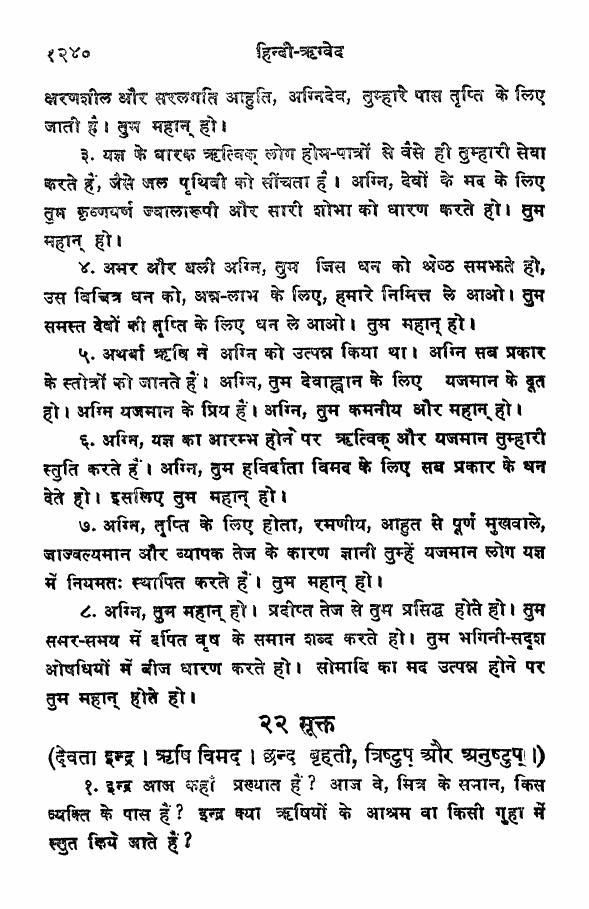 १२४० हिन्दी-ऋग्वेद
क्षरणशील और सरलगति आहुति, अग्निदेव, तुम्हारे पास तृप्ति के लिए
जाती है। तुम महान् हो।
३. यज्ञ के धारक ऋत्विक् लोग होम-पात्रों से वैसे ही तुम्हारी सेवा
करते हैं, जैसे जल पृथिवी को सींचता है। अग्नि, देवों के मद के लिए
तुम कृष्णवर्ण ज्वालारूपी और सारी शोभा को धारण करते हो। तुम
महान् हो।
४. अमर और बली अग्नि, तुम जिस धन को श्रेष्ठ समझते हो,
उस विचित्र धन को, अन्न-लाभ के लिए, हमारे निमित्त ले आओ। तुम
समस्त देवों की तृप्ति के लिए धन ले आओ। तुम महान् हो।
५. अथर्वा ऋषि ने अग्नि को उत्पन्न किया था। अग्नि सब प्रकार
के स्तोत्रों को जानते हैं। अग्नि, तुम देवाह्वान के लिए यजमान के दूत
हो। अग्नि यजमान के प्रिय हैं। अग्नि, तुम कमनीय और महान् हो।
६. अग्नि, यज्ञ का आरम्भ होने पर ऋत्विक् और यजमान तुम्हारी
स्तुति करते हैं। अग्नि, तुम हविर्दाता विमद के लिए सब प्रकार के धन
देते हो। इसलिए तुम महान् हो।
७. अग्नि, तृप्ति के लिए होता, रमणीय, आहुत से पूर्ण मुखवाले,
जाज्वल्यमान और व्यापक तेज के कारण ज्ञानी तुम्हें यजमान लोग यज्ञ
में नियमतः स्थापित करते हैं। तुम महान् हो।
८. अग्नि, तुम महान् हो। प्रदीप्त तेज से तुम प्रसिद्ध होते हो। तुम
समर-समय में दर्पित वृष के समान शब्द करते हो। तुम भगिनी-सदृश
ओषधियों में बीज धारण करते हो। सोमादि का मद उत्पन्न होने पर
तुम महान् होते हो।
२२ सूक्त
(देवता इन्द्र। ऋषि विमद। छन्द बृहती, त्रिष्टुप् और अनुष्टुप्।)
१. इन्द्र आज कहाँ प्रख्यात हैं? आज वे, मित्र के समान, किस
व्यक्ति के पास हैं? इन्द्र क्या ऋषियों के आश्रम वा किसी गुहा में
स्तुत किये जाते हैं?